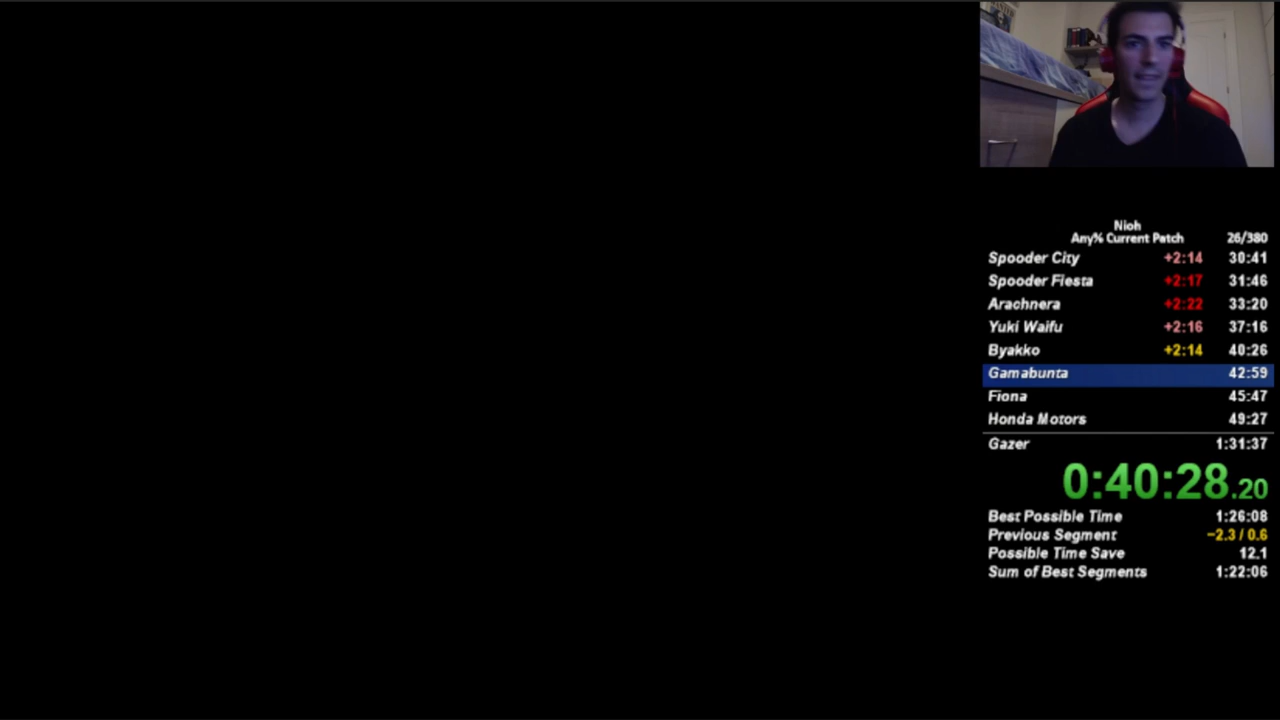 Nioh
Any% Current Patch 26/380
Spooder City +2:14 30:41
Spooder Fiesta +2:17 31:46
Arachnera +2:22 33:20
Yuki Waifu +2:16 37:16
Byakko +2:14 40:26
Gamabunta 42:59
Fiona 45:47
Honda Motors 49:27
Gazer 1:31:37
0:40:28.20
Best Possible Time 1:26:08
Previous Segment −2.3 / 0.6
Possible Time Save 12.1
Sum of Best Segments 1:22:06